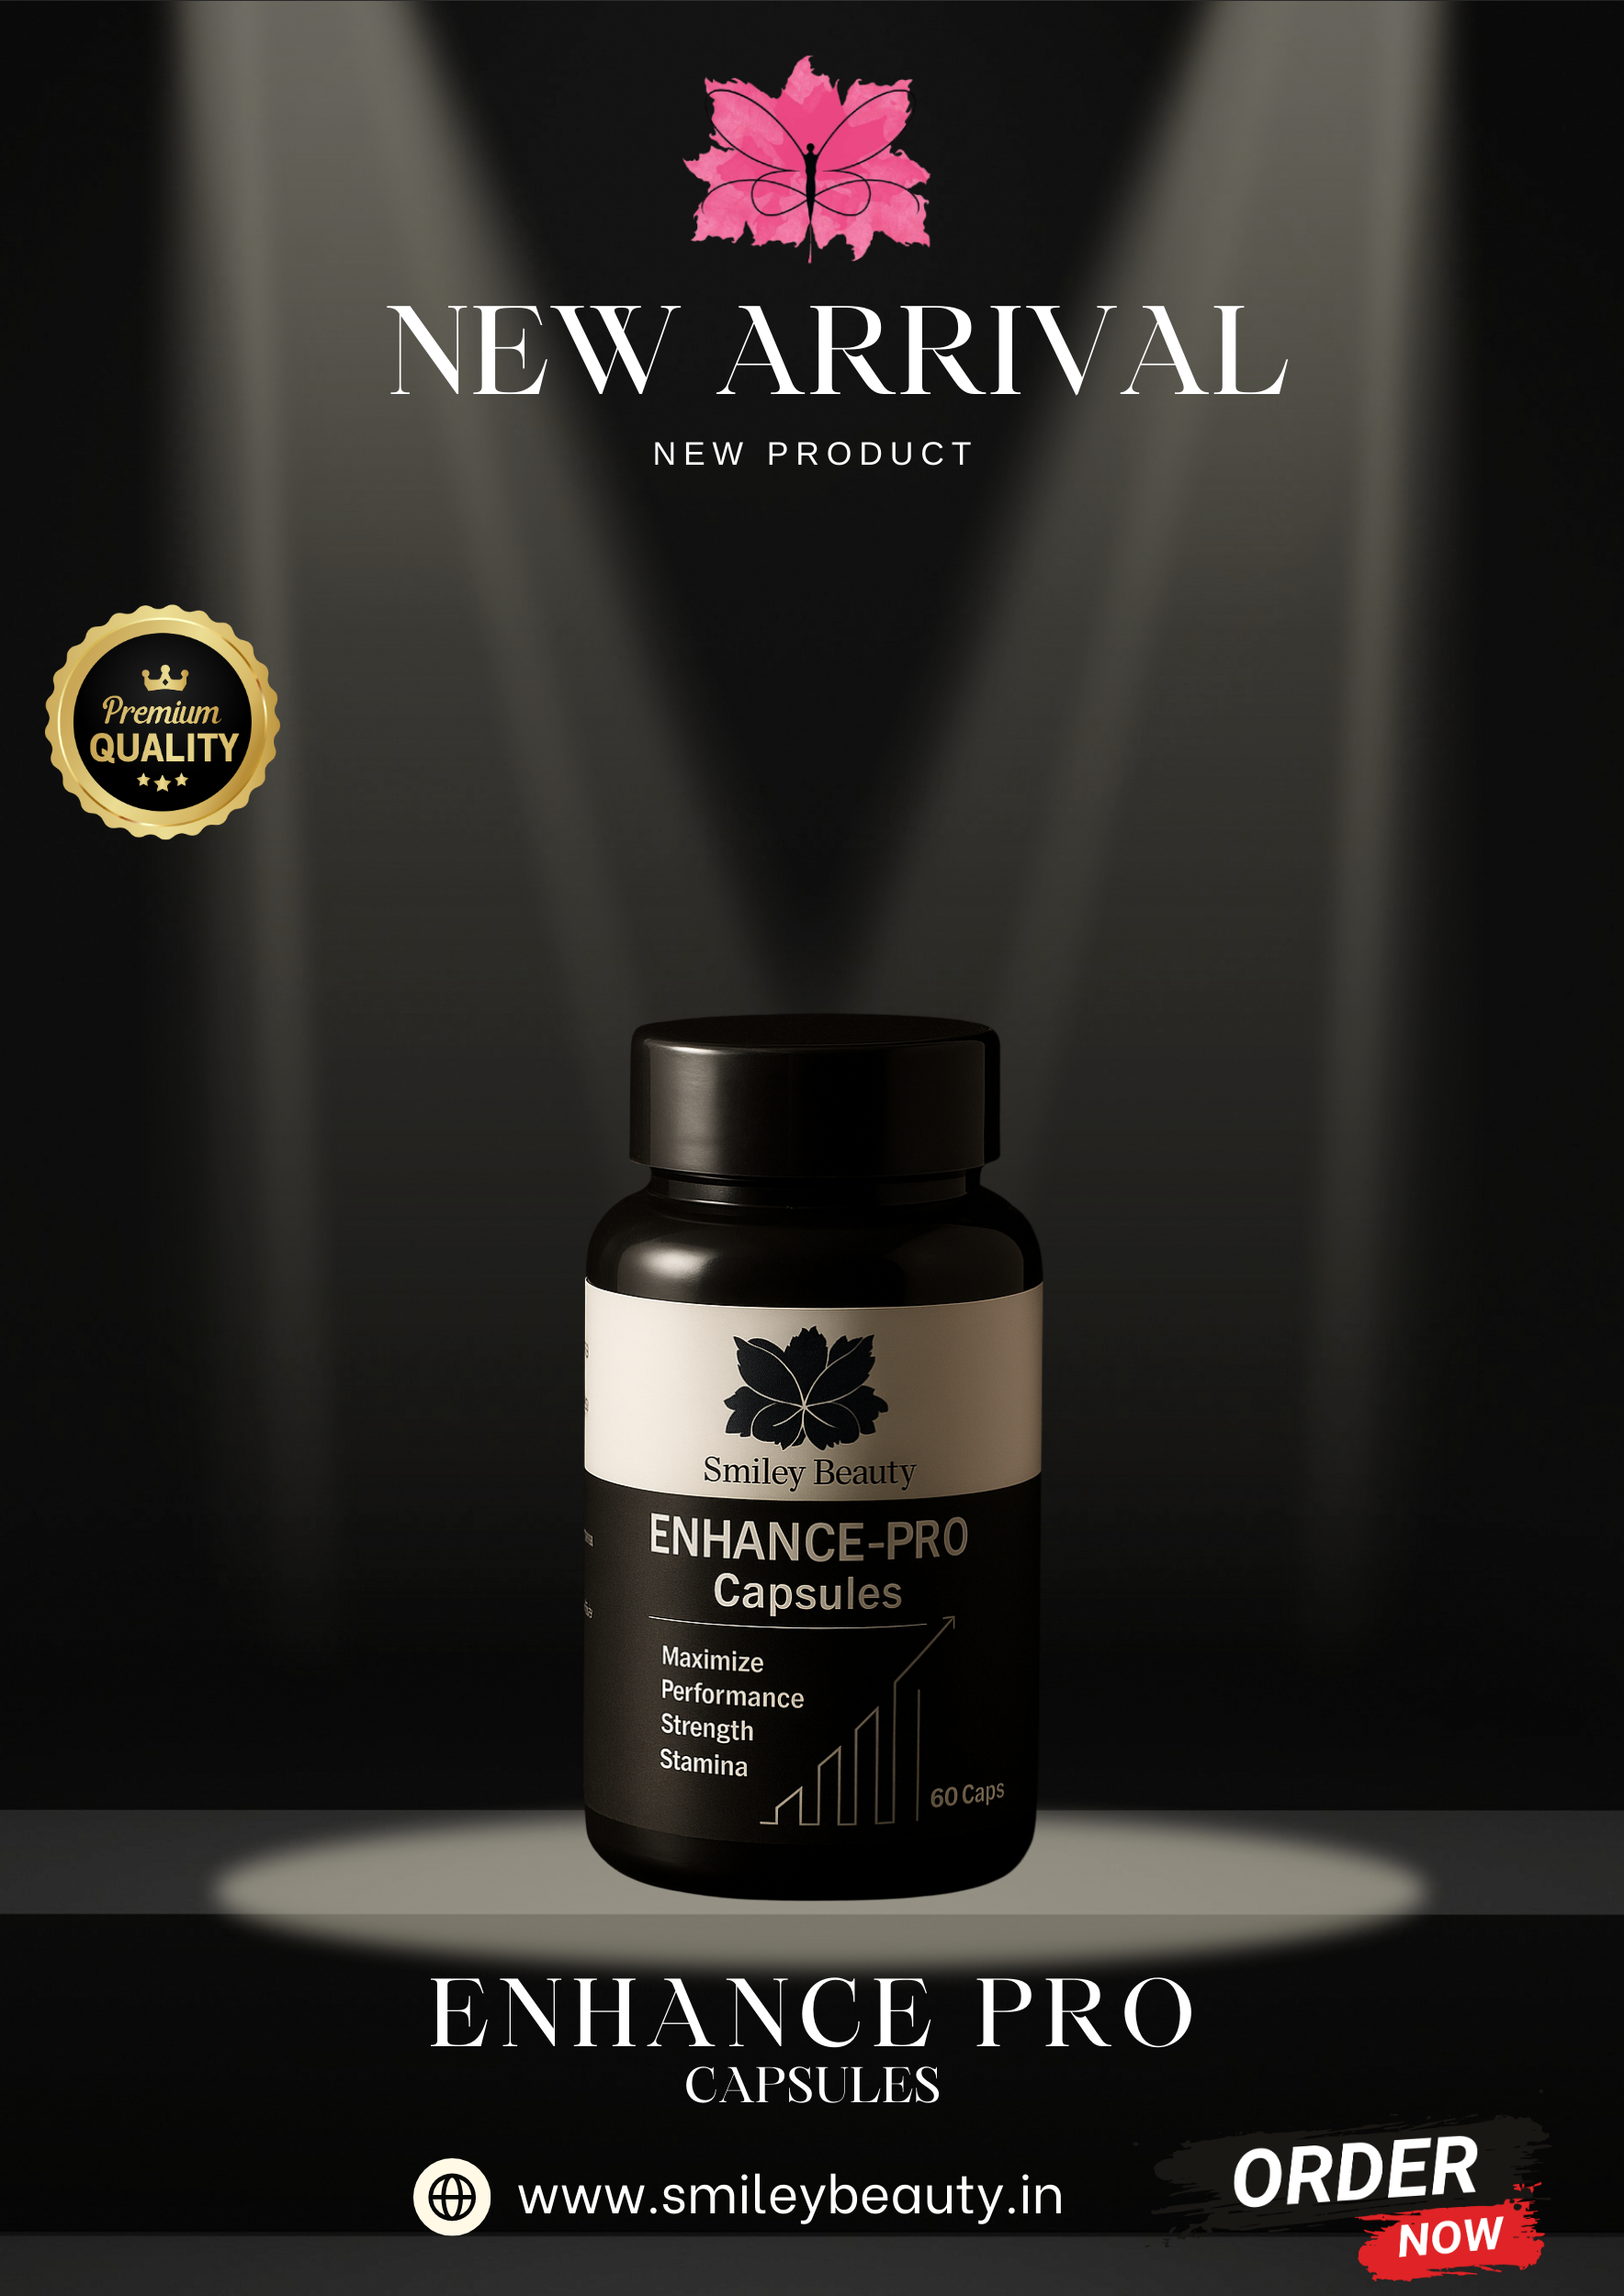 NEW ARRIVAL
NEW PRODUCT
Premium
QUALITY
Smiley Beauty
ENHANCE-PRO
Capsules
Maximize
Performance
Strength
Stamina
60 Caps
ENHANCE PRO
CAPSULES
www.smileybeauty.in
ORDER
NOW